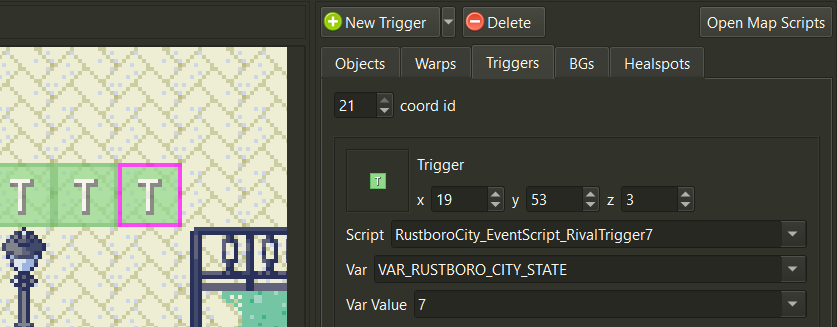 New Trigger Delete Open Map Scripts
Objects Warps Triggers BGs Healspots
21 coord id
T T T
T Trigger
x 19 y 53 z 3
Script RustboroCity_EventScript_RivalTrigger7
Var VAR_RUSTBORO_CITY_STATE
Var Value 7